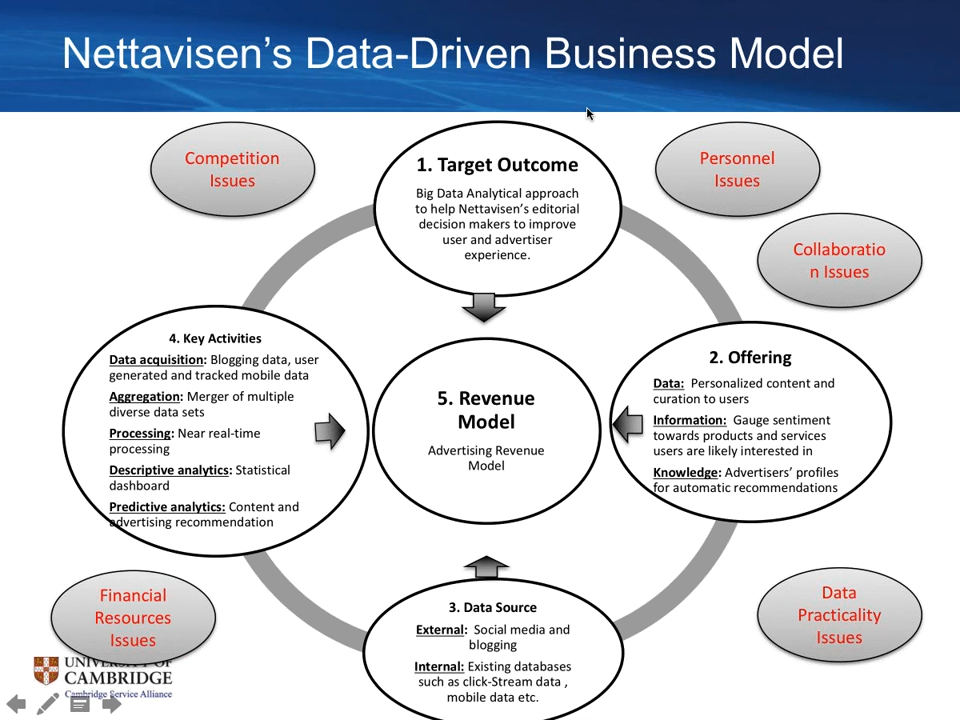 Nettavisen’s Data-Driven Business Model
Competition
Issues
1. Target Outcome
Big Data Analytical approach
to help Nettavisen’s editorial
decision makers to improve
user and advertiser
experience.
Personnel
Issues
Collaboratio
n Issues
4. Key Activities
Data acquisition: Blogging data, user
generated and tracked mobile data
Aggregation: Merger of multiple
diverse data sets
Processing: Near real-time
processing
Descriptive analytics: Statistical
dashboard
Predictive analytics: Content and
advertising recommendation
5. Revenue
Model
Advertising Revenue
Model
2. Offering
Data: Personalized content and
curation to users
Information: Gauge sentiment
towards products and services
users are likely interested in
Knowledge: Advertisers’ profiles
for automatic recommendations
Financial
Resources
Issues
3. Data Source
External: Social media and
blogging
Internal: Existing databases
such as click-Stream data ,
mobile data etc.
Data
Practicality
Issues
UNIVERSITY OF
CAMBRIDGE
Cambridge Service Alliance